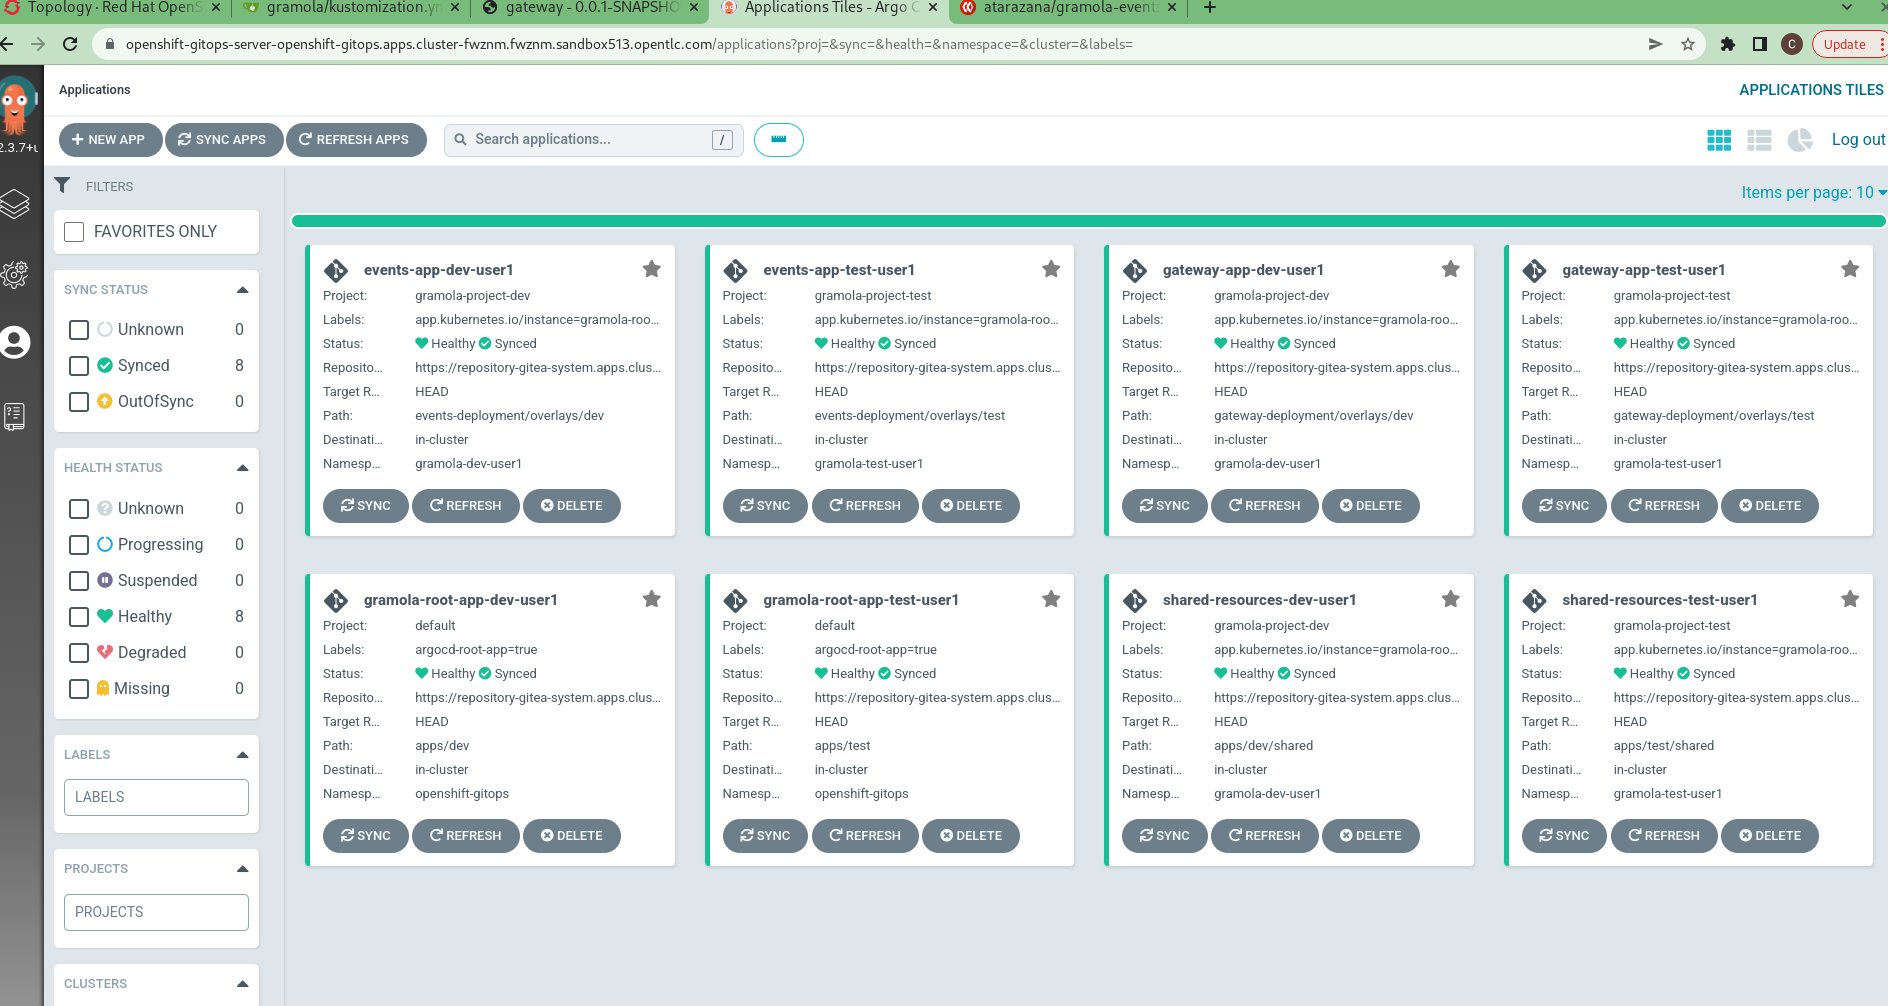 Topology · Red Hat OpenS
gramola/kustomization.ym
gateway - 0.0.1-SNAPSHO
Applications Tiles - Argo C
atarazana/gramola-event
openshift-gitops-server-openshift-gitops.apps.cluster-fwznm.fwznm.sandbox513.opentlc.com/applications?proj=&sync=&health=&namespace=&cluster=&labels=
C
Update
Applications
APPLICATIONS TILES
NEW APP
SYNC APPS
REFRESH APPS
Search applications...
/
Log out
2.3.7+u
FILTERS
FAVORITES ONLY
SYNC STATUS
Unknown 0
Synced 8
OutOfSync 0
HEALTH STATUS
Unknown 0
Progressing 0
Suspended 0
Healthy 8
Degraded 0
Missing 0
LABELS
LABELS
PROJECTS
PROJECTS
CLUSTERS
Items per page: 10
events-app-dev-user1
Project: gramola-project-dev
Labels: app.kubernetes.io/instance=gramola-roo...
Status: Healthy Synced
Reposito... https://repository-gitea-system.apps.clus...
Target R... HEAD
Path: events-deployment/overlays/dev
Destinati... in-cluster
Namesp... gramola-dev-user1
SYNC REFRESH DELETE
events-app-test-user1
Project: gramola-project-test
Labels: app.kubernetes.io/instance=gramola-roo...
Status: Healthy Synced
Reposito... https://repository-gitea-system.apps.clus...
Target R... HEAD
Path: events-deployment/overlays/test
Destinati... in-cluster
Namesp... gramola-test-user1
SYNC REFRESH DELETE
gateway-app-dev-user1
Project: gramola-project-dev
Labels: app.kubernetes.io/instance=gramola-roo...
Status: Healthy Synced
Reposito... https://repository-gitea-system.apps.clus...
Target R... HEAD
Path: gateway-deployment/overlays/dev
Destinati... in-cluster
Namesp... gramola-dev-user1
SYNC REFRESH DELETE
gateway-app-test-user1
Project: gramola-project-test
Labels: app.kubernetes.io/instance=gramola-roo...
Status: Healthy Synced
Reposito... https://repository-gitea-system.apps.clus...
Target R... HEAD
Path: gateway-deployment/overlays/test
Destinati... in-cluster
Namesp... gramola-test-user1
SYNC REFRESH DELETE
gramola-root-app-dev-user1
Project: default
Labels: argocd-root-app=true
Status: Healthy Synced
Reposito... https://repository-gitea-system.apps.clus...
Target R... HEAD
Path: apps/dev
Destinati... in-cluster
Namesp... openshift-gitops
SYNC REFRESH DELETE
gramola-root-app-test-user1
Project: default
Labels: argocd-root-app=true
Status: Healthy Synced
Reposito... https://repository-gitea-system.apps.clus...
Target R... HEAD
Path: apps/test
Destinati... in-cluster
Namesp... openshift-gitops
SYNC REFRESH DELETE
shared-resources-dev-user1
Project: gramola-project-dev
Labels: app.kubernetes.io/instance=gramola-roo...
Status: Healthy Synced
Reposito... https://repository-gitea-system.apps.clus...
Target R... HEAD
Path: apps/dev/shared
Destinati... in-cluster
Namesp... gramola-dev-user1
SYNC REFRESH DELETE
shared-resources-test-user1
Project: gramola-project-test
Labels: app.kubernetes.io/instance=gramola-roo...
Status: Healthy Synced
Reposito... https://repository-gitea-system.apps.clus...
Target R... HEAD
Path: apps/test/shared
Destinati... in-cluster
Namesp... gramola-test-user1
SYNC REFRESH DELETE